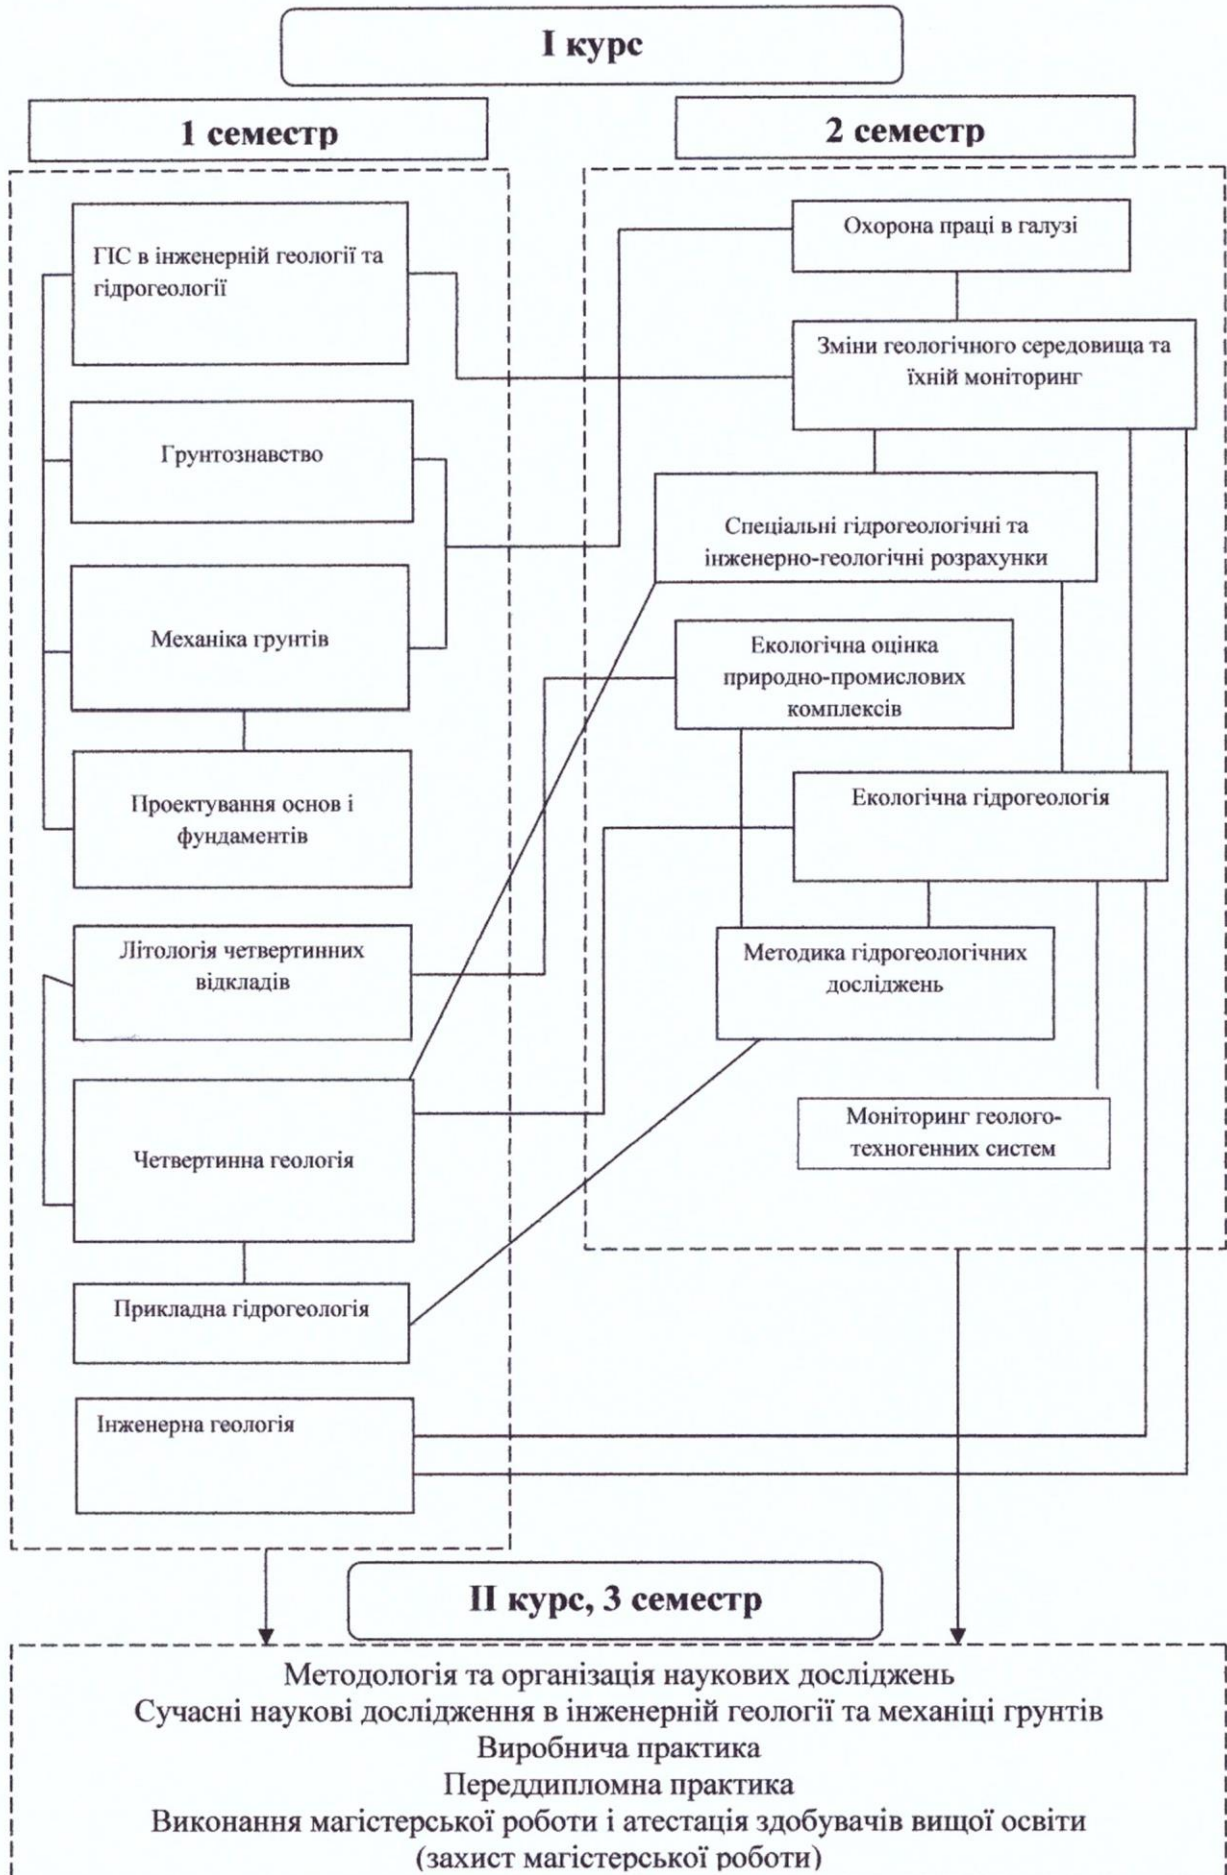 I курс
1 семестр
ГІС в інженерній геології та
гідрогеології
Грунтознавство
Механіка грунтів
Проектування основ і
фундаментів
Літологія четвертинних
відкладів
Четвертинна геологія
Прикладна гідрогеологія
Інженерна геологія
2 семестр
Охорона праці в галузі
Зміни геологічного середовища та
їхній моніторинг
Спеціальні гідрогеологічні та
інженерно-геологічні розрахунки
Екологічна оцінка
природно-промислових
комплексів
Екологічна гідрогеологія
Методика гідрогеологічних
досліджень
Моніторинг геолого-
техногенних систем
II курс, 3 семестр
Методологія та організація наукових досліджень
Сучасні наукові дослідження в інженерній геології та механіці грунтів
Виробнича практика
Переддипломна практика
Виконання магістерської роботи і атестація здобувачів вищої освіти
(захист магістерської роботи)